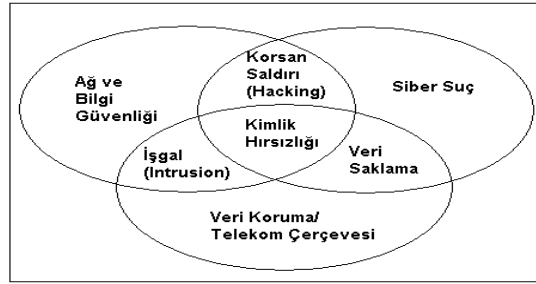 Ağ ve
Bilgi
Güvenliği
Korsan
Saldırı
(Hacking)
Siber Suç
Kimlik
Hırsızlığı
İşgal
(Intrusion)
Veri
Saklama
Veri Koruma/
Telekom Çerçevesi